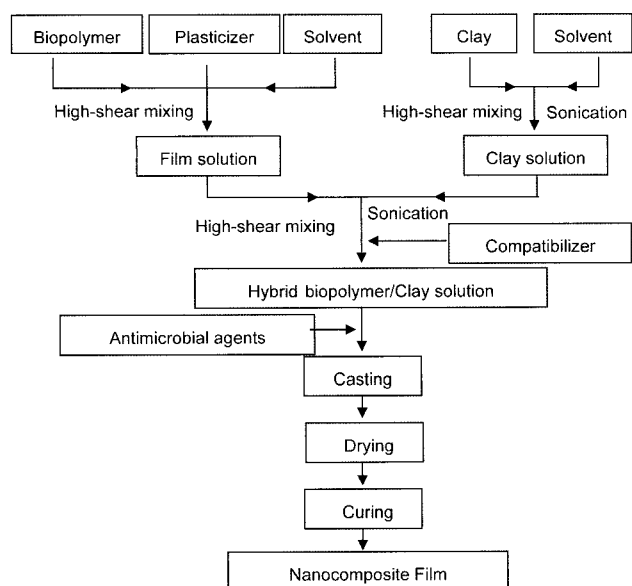 Biopolymer
Plasticizer
Solvent
Clay
Solvent
High-shear mixing
High-shear mixing
Sonication
Film solution
Clay solution
High-shear mixing
Sonication
Compatibilizer
Hybrid biopolymer/Clay solution
Antimicrobial agents
Casting
Drying
Curing
Nanocomposite Film